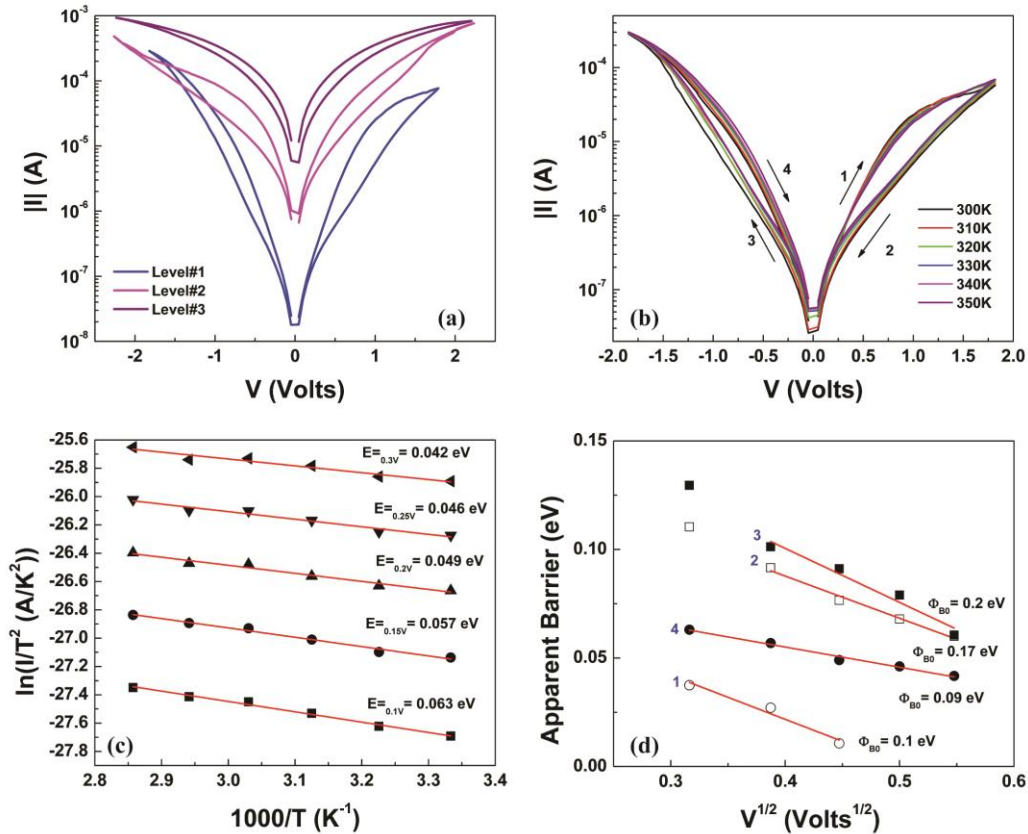 10⁻³
10⁻⁴
10⁻⁵
10⁻⁶
10⁻⁷
10⁻⁸
|I| (A)
Level#1
Level#2
Level#3
(a)
-2 -1 0 1 2
V (Volts)
10⁻⁴
10⁻⁵
10⁻⁶
10⁻⁷
|I| (A)
4
1
3
2
300K
310K
320K
330K
340K
350K
(b)
-2.0 -1.5 -1.0 -0.5 0.0 0.5 1.0 1.5 2.0
V (Volts)
-25.6
-25.8
-26.0
-26.2
-26.4
-26.6
-26.8
-27.0
-27.2
-27.4
-27.6
-27.8
ln(I/T² (A/K²))
E=0.3V= 0.042 eV
E=0.25V= 0.046 eV
E=0.2V= 0.049 eV
E=0.15V= 0.057 eV
E=0.1V= 0.063 eV
(c)
2.8 2.9 3.0 3.1 3.2 3.3 3.4
1000/T (K⁻¹)
0.15
0.10
0.05
0.00
Apparent Barrier (eV)
3
2
4
1
ΦB0= 0.2 eV
ΦB0= 0.17 eV
ΦB0= 0.09 eV
ΦB0= 0.1 eV
(d)
0.3 0.4 0.5 0.6
V¹ᐟ² (Volts¹ᐟ²)